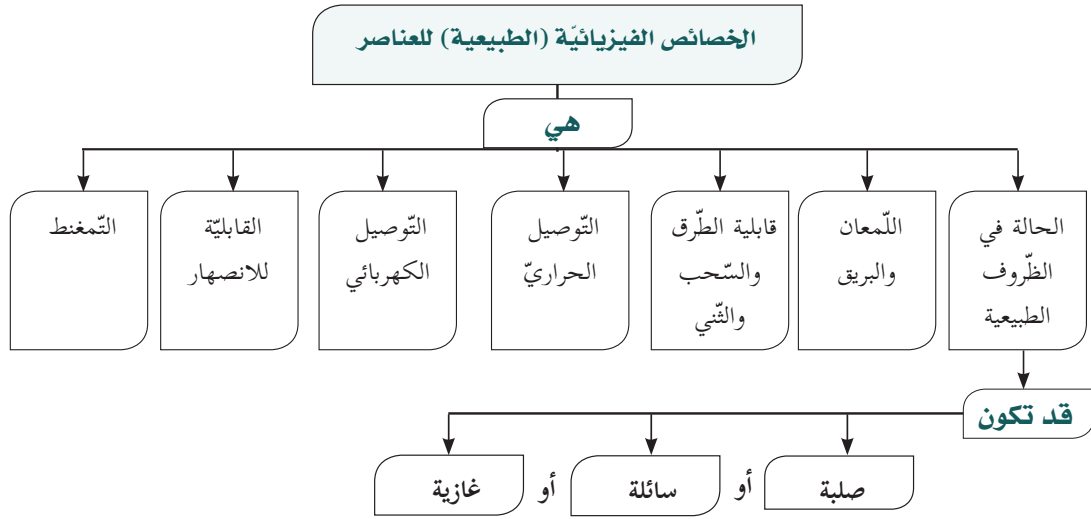 الخصائص الفيزيائيّة (الطبيعية) للعناصر
هي
الحالة في
الظّروف
الطبيعية
اللّمعان
والبريق
قابلية الطّرق
والسّحب
والثّني
التّوصيل
الحراريّ
التّوصيل
الكهربائي
القابليّة
للانصهار
التّمغنط
قد تكون
صلبة أو سائلة أو غازية